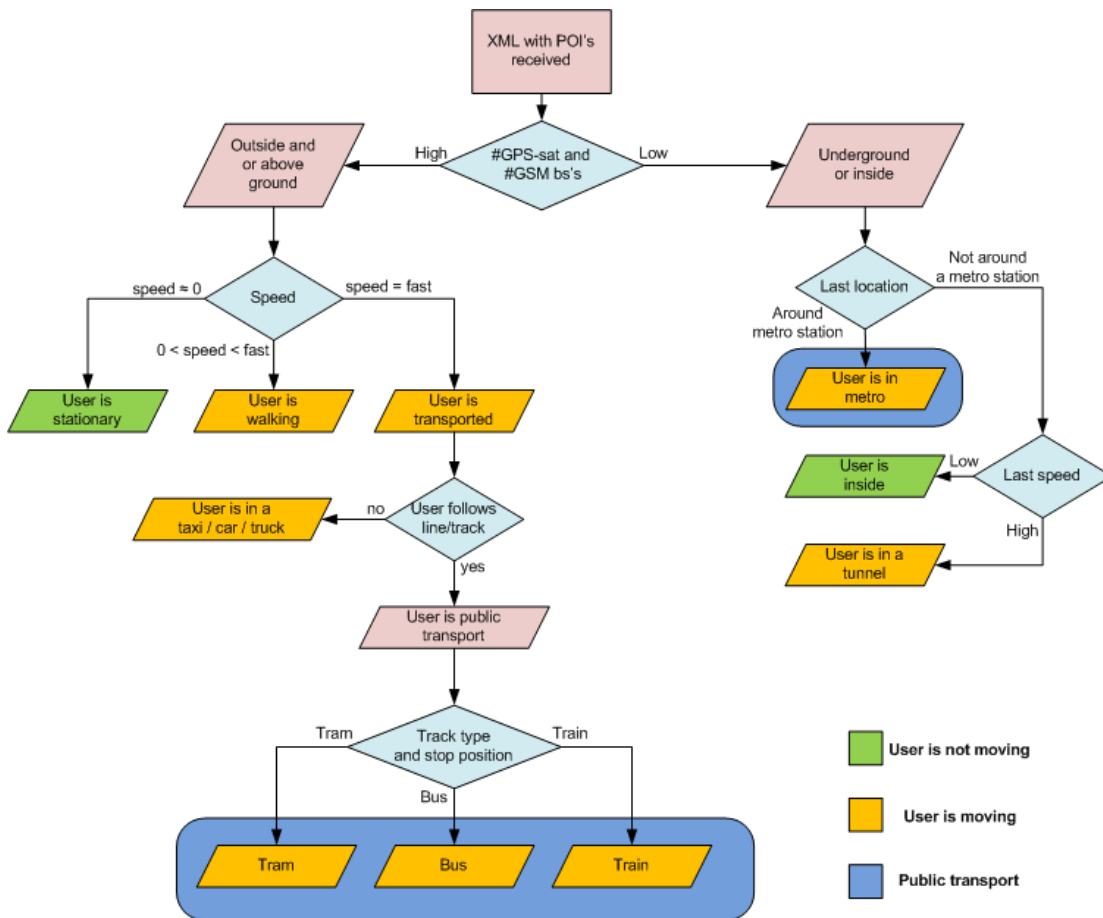 XML with POI's
received
Outside and
or above
ground
High
#GPS-sat and
#GSM bs's
Low
Underground
or inside
speed ≈ 0
Speed
speed = fast
0 < speed < fast
Last location
Not around
a metro station
Around
metro station
User is
stationary
User is
walking
User is
transported
User is in
metro
User is
inside
Low
Last speed
High
User is in a
tunnel
User is in a
taxi / car / truck
no
User follows
line/track
yes
User is public
transport
Tram
Track type
and stop position
Train
Bus
Tram
Bus
Train
User is not moving
User is moving
Public transport